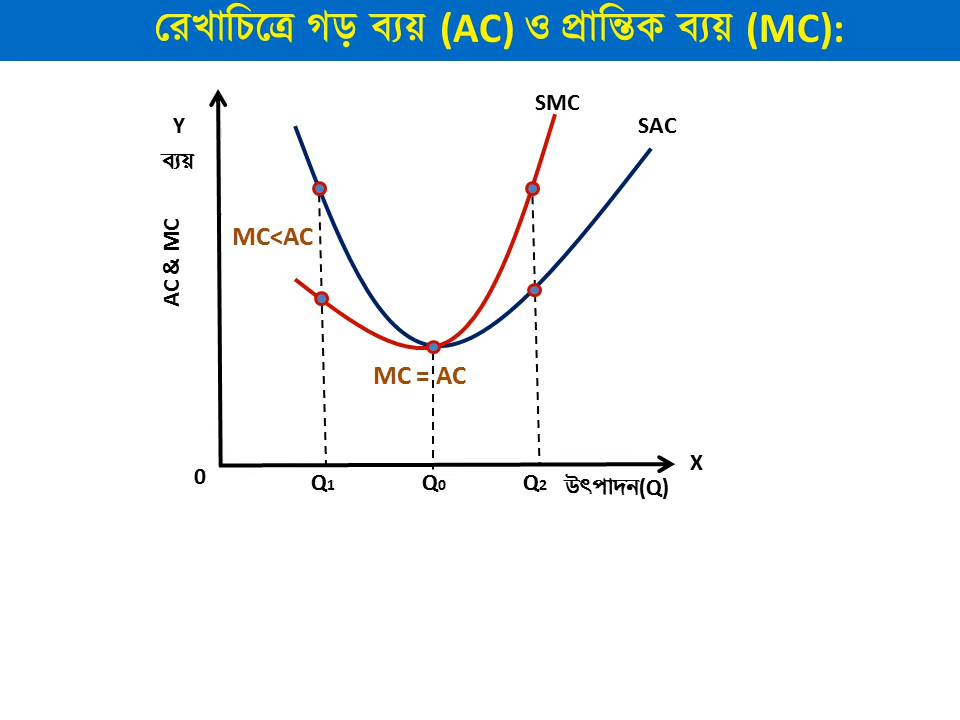 রেখাচিত্রে গড় ব্যয় (AC) ও প্রান্তিক ব্যয় (MC):
SMC
Y
SAC
ব্যয়
AC & MC
MC<AC
MC = AC
0
X
Q1
Q0
Q2
উৎপাদন(Q)